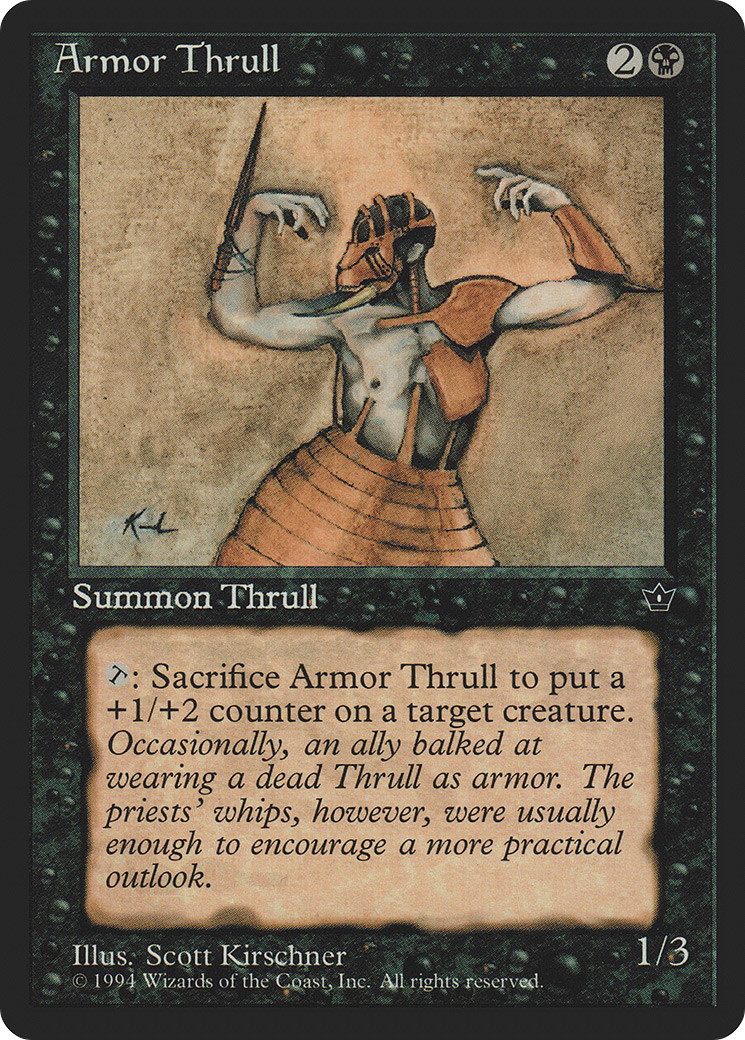 Armor Thrull 2
Summon Thrull
T: Sacrifice Armor Thrull to put a
+1/+2 counter on a target creature.
Occasionally, an ally balked at
wearing a dead Thrull as armor. The
priests' whips, however, were usually
enough to encourage a more practical
outlook.
Illus. Scott Kirschner 1/3
© 1994 Wizards of the Coast, Inc. All rights reserved.